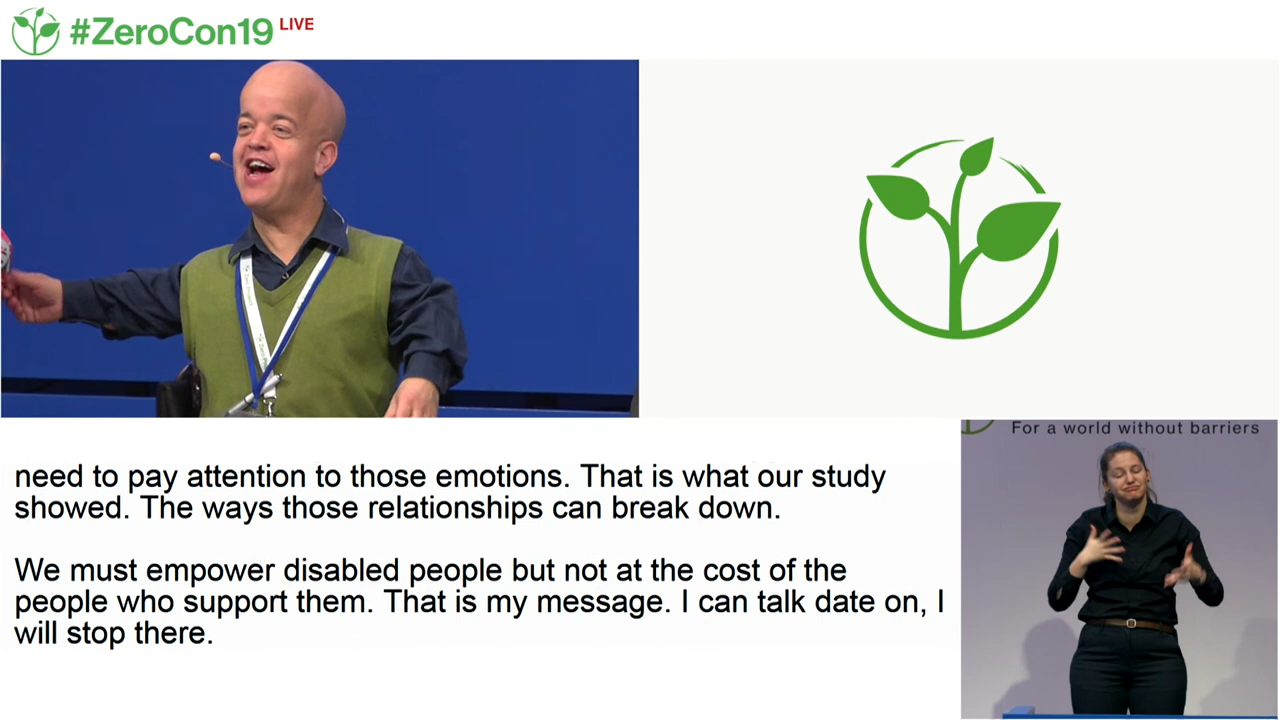 #ZeroCon19 LIVE
need to pay attention to those emotions. That is what our study
showed. The ways those relationships can break down.
We must empower disabled people but not at the cost of the
people who support them. That is my message. I can talk date on, I
will stop there.
For a world without barriers